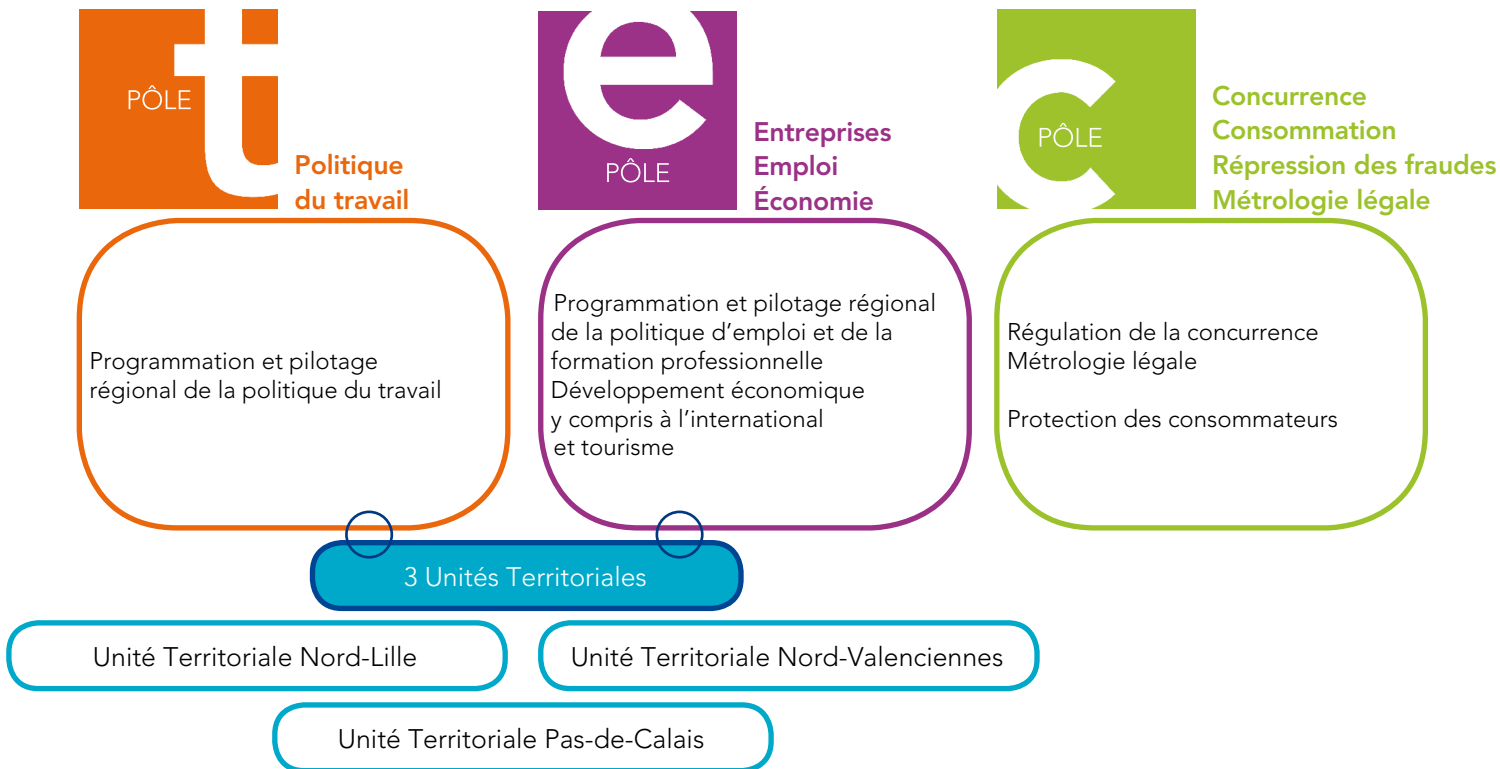 PÔLE t
Politique
du travail
Programmation et pilotage
régional de la politique du travail
e
PÔLE
Entreprises
Emploi
Économie
Programmation et pilotage régional
de la politique d’emploi et de la
formation professionnelle
Développement économique
y compris à l’international
et tourisme
PÔLE c
Concurrence
Consommation
Répression des fraudes
Métrologie légale
Régulation de la concurrence
Métrologie légale
Protection des consommateurs
3 Unités Territoriales
Unité Territoriale Nord-Lille
Unité Territoriale Nord-Valenciennes
Unité Territoriale Pas-de-Calais